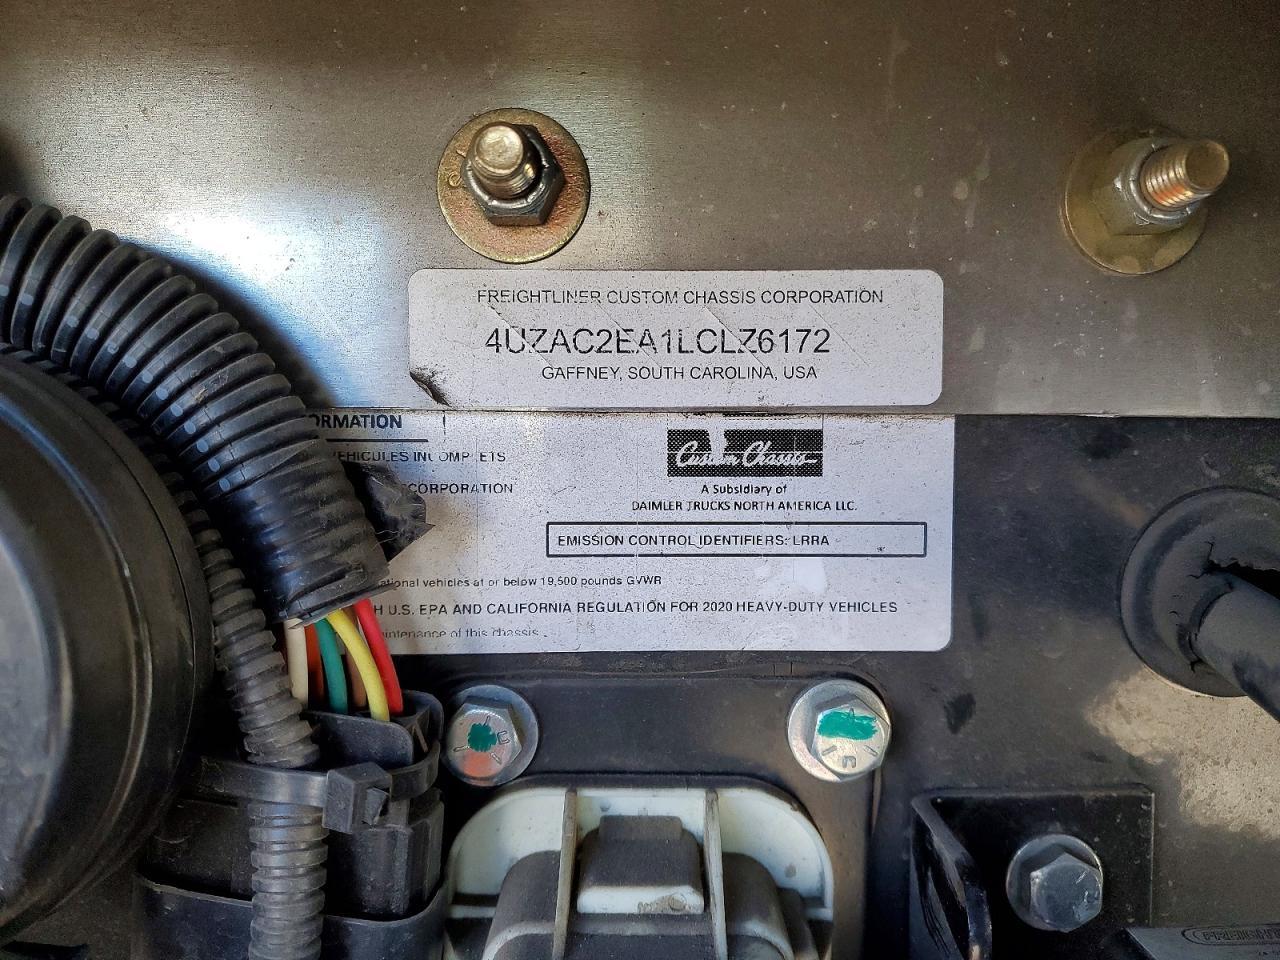 FREIGHTLINER CUSTOM CHASSIS CORPORATION
4UZAC2EA1LCLZ6172
GAFFNEY, SOUTH CAROLINA, USA
ORMATION
VEHICULES INCOMPLETS
CORPORATION
Custom Chassis
A Subsidiary of
DAIMLER TRUCKS NORTH AMERICA LLC.
EMISSION CONTROL IDENTIFIERS: LRRA
ational vehicles at or below 19,500 pounds GVWR
H U.S. EPA AND CALIFORNIA REGULATION FOR 2020 HEAVY-DUTY VEHICLES
aintenance of this chassis.